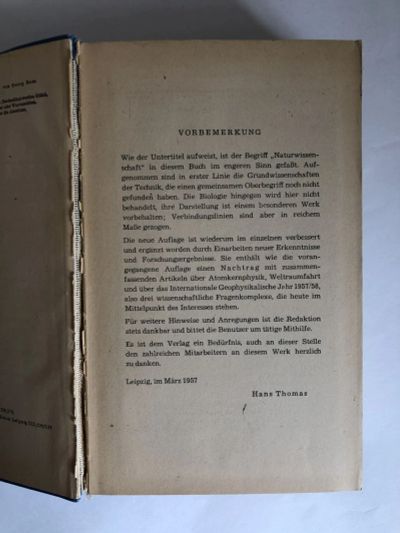 von Georg Rose
VORBEMERKUNG
Wie der Untertitel aufweist, ist der Begriff „Naturwissen-
schaft" in diesem Buch im engeren Sinn gefaßt. Auf-
genommen sind in erster Linie die Grundwissenschaften
der Technik, die einen gemeinsamen Oberbegriff noch nicht
gefunden haben. Die Biologie hingegen wird hier nicht
behandelt, ihre Darstellung ist einem besonderen Werk
vorbehalten; Verbindungslinien sind aber in reichem
Maße gezogen.
Die neue Auflage ist wiederum im einzelnen verbessert
und ergänzt worden durch Einarbeiten neuer Erkenntnisse
und Forschungsergebnisse. Sie enthält wie die voran-
gegangene Auflage einen Nachtrag mit zusammen-
fassenden Artikeln über Atomkernphysik, Weltraumfahrt
und über das Internationale Geophysikalische Jahr 1957/58,
also drei wissenschaftliche Fragenkomplexe, die heute im
Mittelpunkt des Interesses stehen.
Für weitere Hinweise und Anregungen ist die Redaktion
stets dankbar und bittet die Benutzer um tätige Mithilfe.
Es ist dem Verlag ein Bedürfnis, auch an dieser Stelle
den zahlreichen Mitarbeitern an diesem Werk herzlich
zu danken.
Leipzig, im März 1957
Hans Thomas